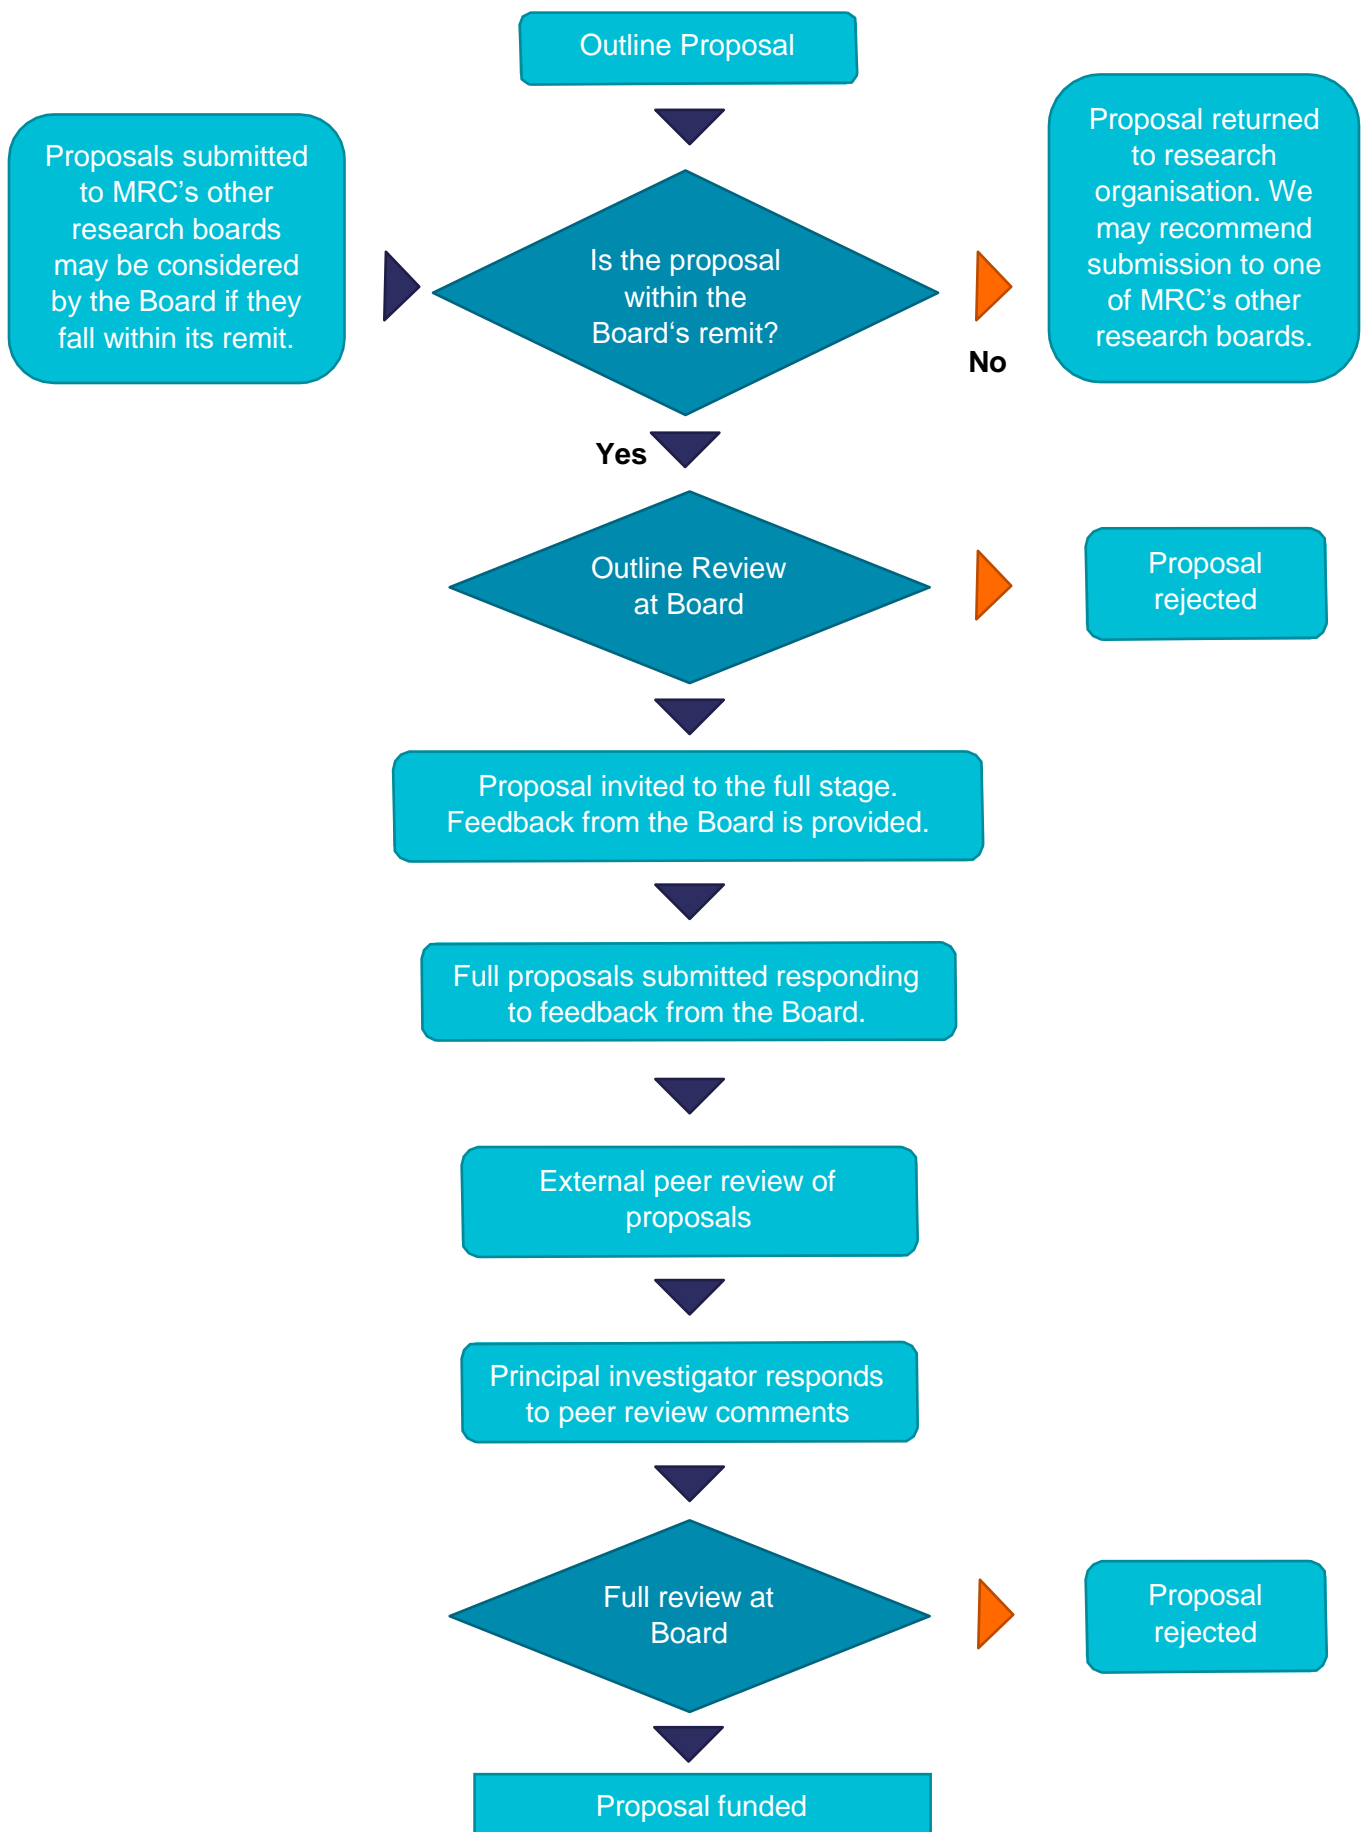 Outline Proposal
Proposals submitted
to MRC’s other
research boards
may be considered
by the Board if they
fall within its remit.
Is the proposal
within the
Board‘s remit?
No
Proposal returned
to research
organisation. We
may recommend
submission to one
of MRC’s other
research boards.
Yes
Outline Review
at Board
Proposal
rejected
Proposal invited to the full stage.
Feedback from the Board is provided.
Full proposals submitted responding
to feedback from the Board.
External peer review of
proposals
Principal investigator responds
to peer review comments
Full review at
Board
Proposal
rejected
Proposal funded